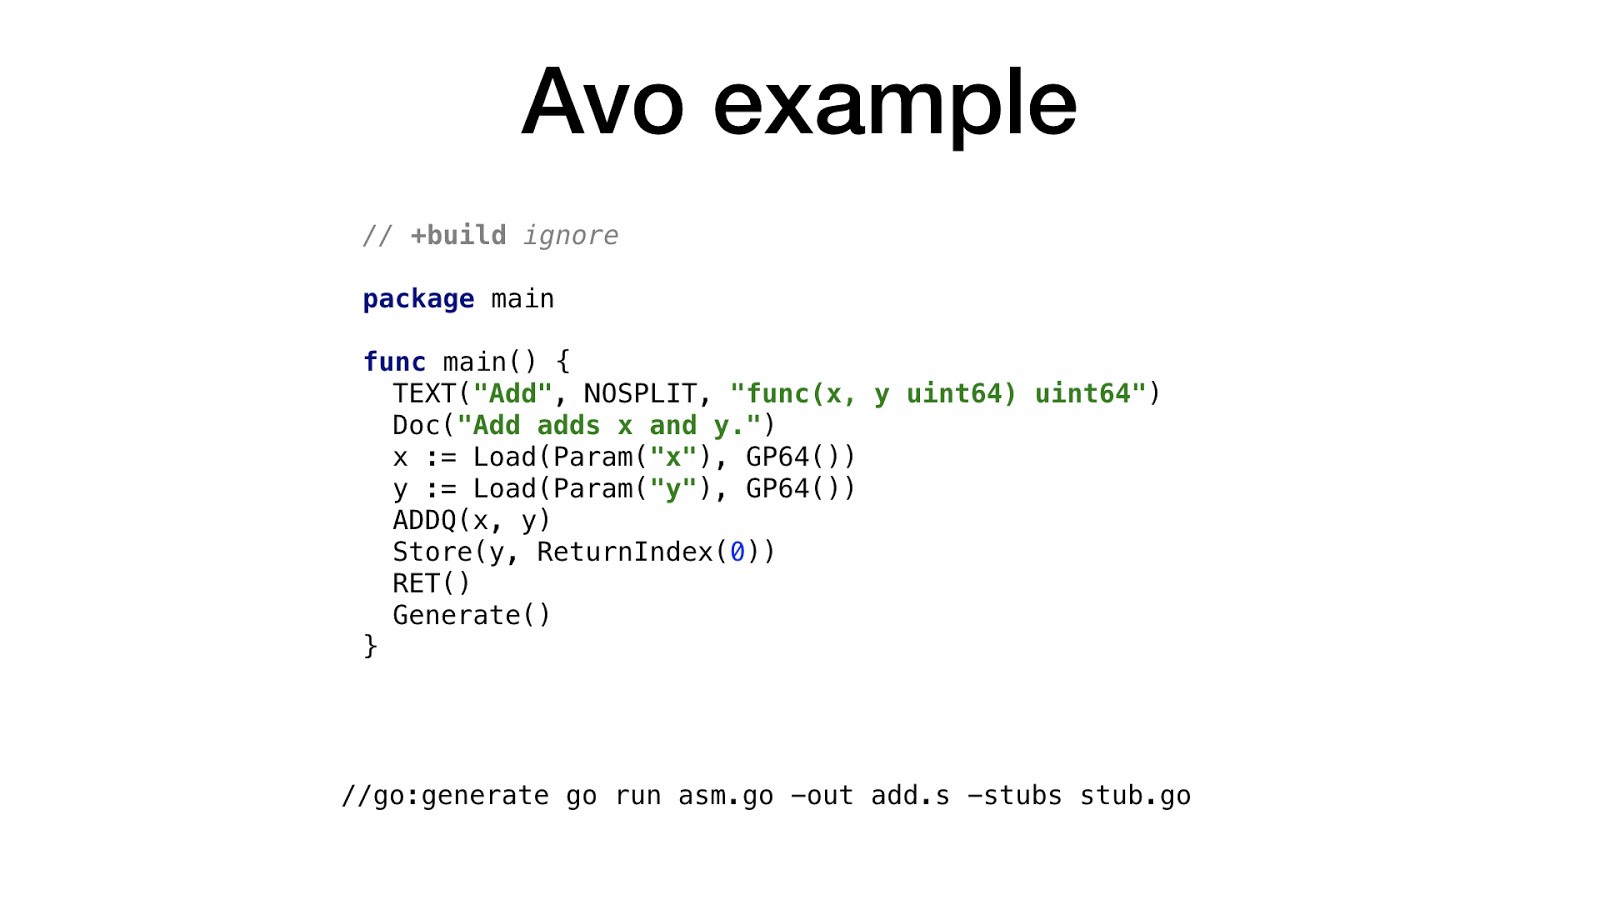 Avo example
// +build ignore
package main
func main() {
TEXT("Add", NOSPLIT, "func(x, y uint64) uint64")
Doc("Add adds x and y.")
x := Load(Param("x"), GP64())
y := Load(Param("y"), GP64())
ADDQ(x, y)
Store(y, ReturnIndex(0))
RET()
Generate()
}
//go:generate go run asm.go -out add.s -stubs stub.go